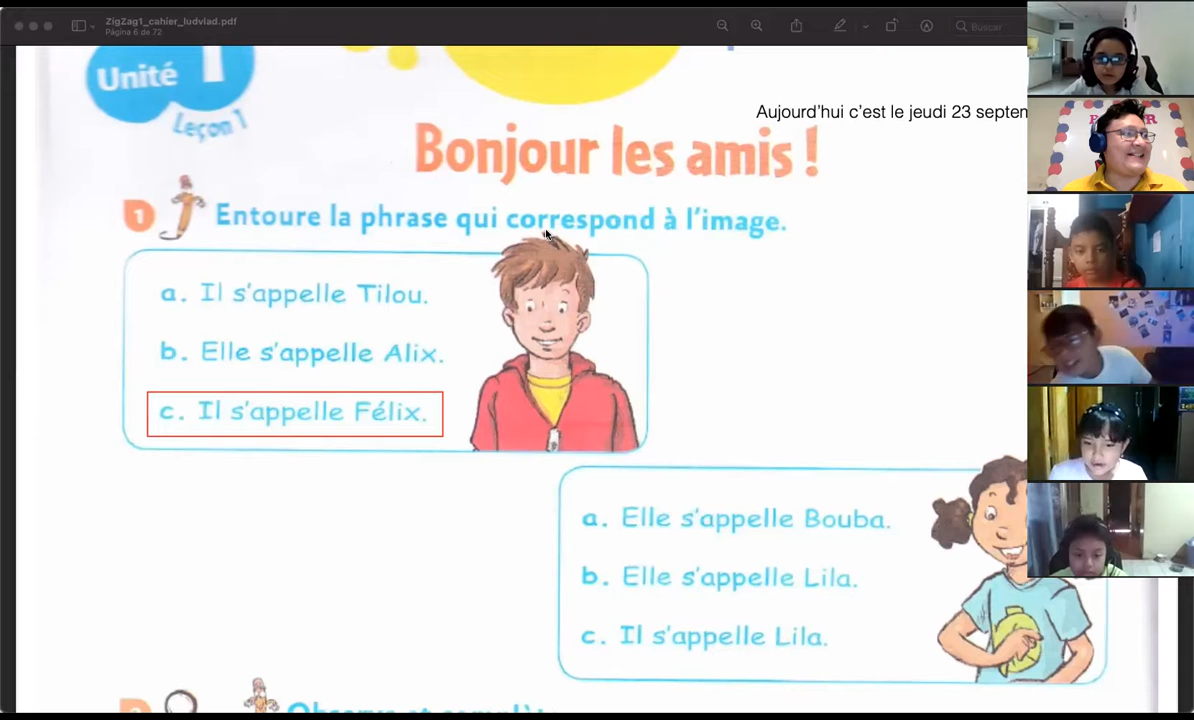 ZigZag1_cahier_ludvlad.pdf
Página 6 de 72
Buscar
Unité 1
Leçon 1
Aujourd'hui c'est le jeudi 23 septen
Bonjour les amis !
1 Entoure la phrase qui correspond à l'image.
a. Il s'appelle Tilou.
b. Elle s'appelle Alix.
c. Il s'appelle Félix.
a. Elle s'appelle Bouba.
b. Elle s'appelle Lila.
c. Il s'appelle Lila.